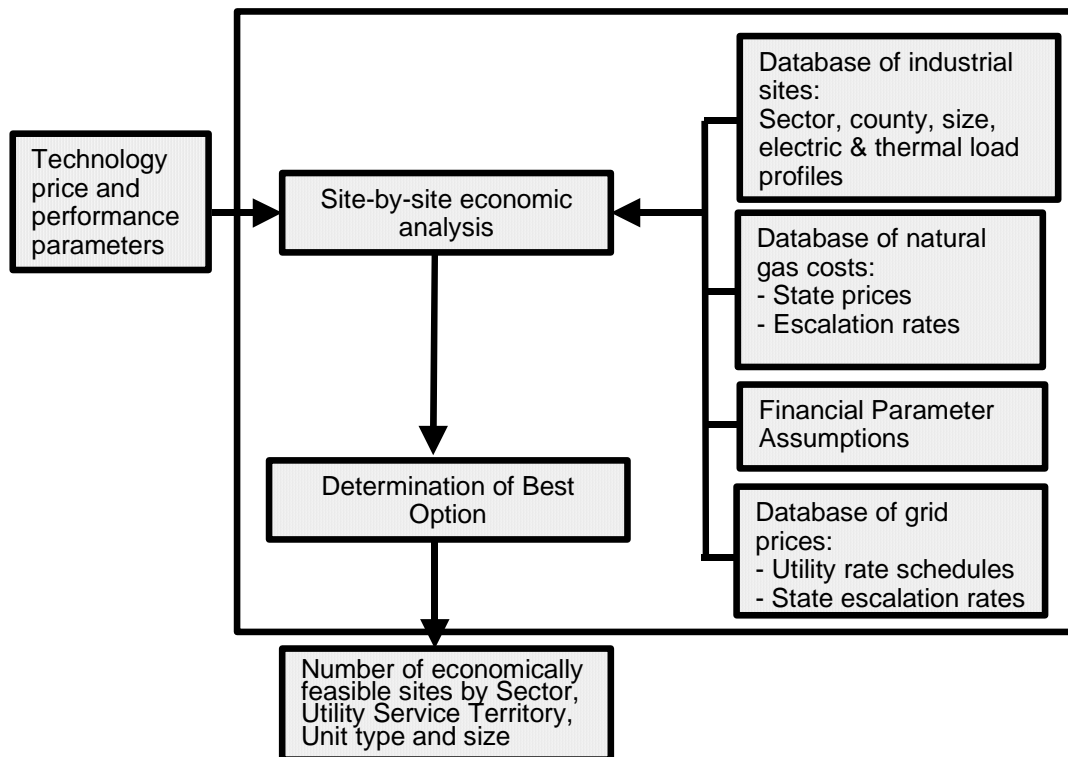 Technology
price and
performance
parameters
Site-by-site economic
analysis
Determination of Best
Option
Number of economically
feasible sites by Sector,
Utility Service Territory,
Unit type and size
Database of industrial
sites:
Sector, county, size,
electric & thermal load
profiles
Database of natural
gas costs:
- State prices
- Escalation rates
Financial Parameter
Assumptions
Database of grid
prices:
- Utility rate schedules
- State escalation rates